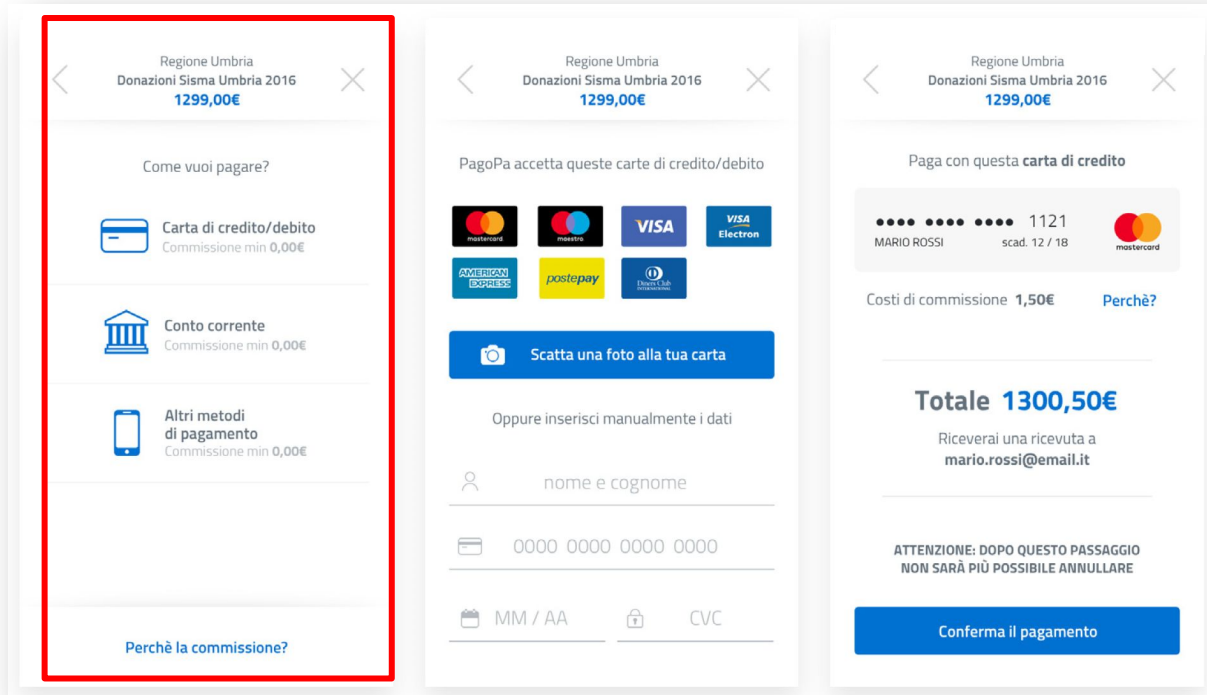 Regione Umbria
Donazioni Sisma Umbria 2016
1299,00€
Come vuoi pagare?
Carta di credito/debito
Commissione min 0,00€
Conto corrente
Commissione min 0,00€
Altri metodi
di pagamento
Commissione min 0,00€
Perchè la commissione?
Regione Umbria
Donazioni Sisma Umbria 2016
1299,00€
PagoPa accetta queste carte di credito/debito
mastercard
maestro
VISA
VISA
Electron
AMERICAN
EXPRESS
postepay
Diners Club
INTERNATIONAL
Scatta una foto alla tua carta
Oppure inserisci manualmente i dati
nome e cognome
0000 0000 0000 0000
MM / AA
CVC
Regione Umbria
Donazioni Sisma Umbria 2016
1299,00€
Paga con questa carta di credito
•••• •••• •••• 1121
MARIO ROSSI scad. 12 / 18
mastercard
Costi di commissione 1,50€ Perchè?
Totale 1300,50€
Riceverai una ricevuta a
mario.rossi@email.it
ATTENZIONE: DOPO QUESTO PASSAGGIO
NON SARÀ PIÙ POSSIBILE ANNULLARE
Conferma il pagamento